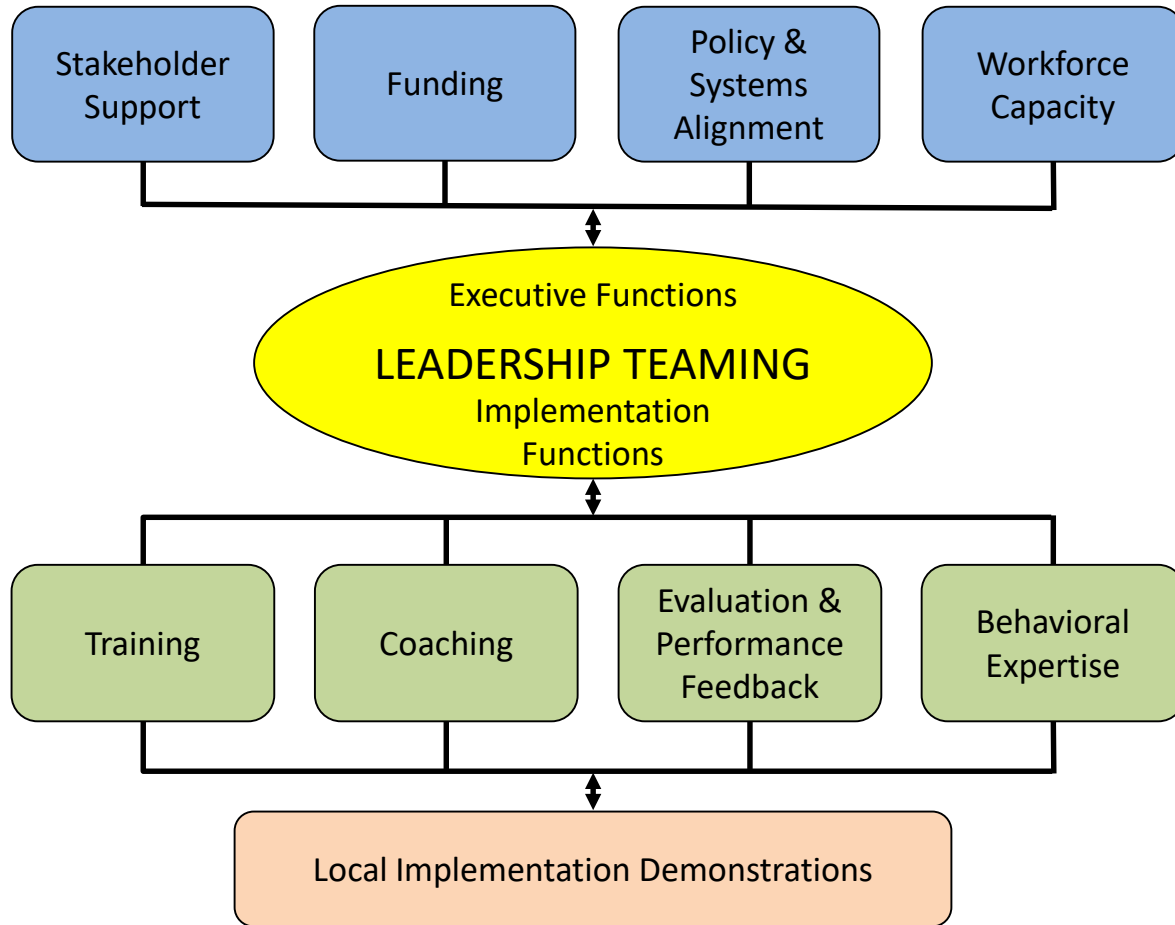 Stakeholder
Support
Funding
Policy &
Systems
Alignment
Workforce
Capacity
Executive Functions
LEADERSHIP TEAMING
Implementation
Functions
Training
Coaching
Evaluation &
Performance
Feedback
Behavioral
Expertise
Local Implementation Demonstrations